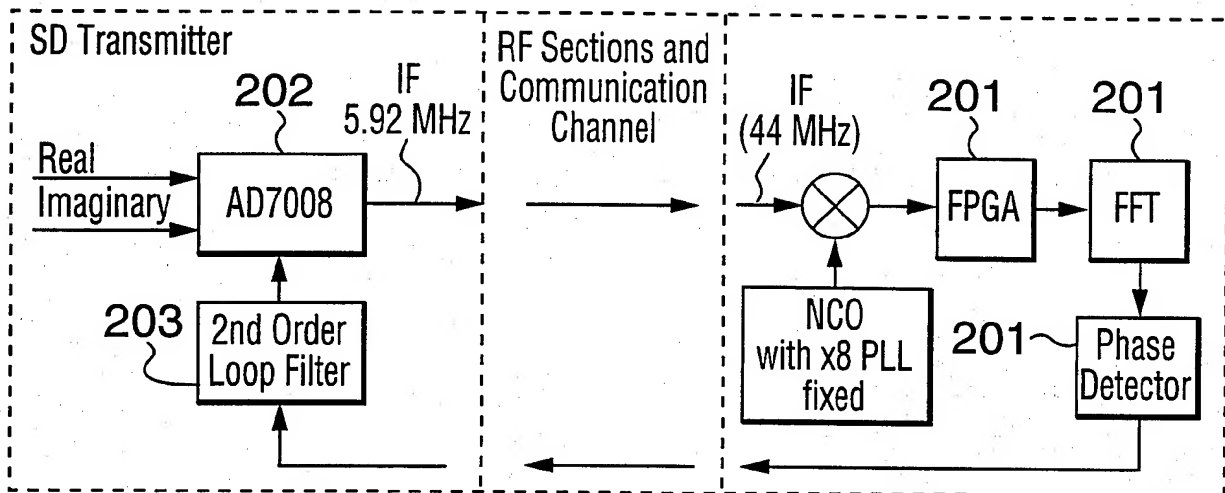 SD Transmitter
202
IF
5.92 MHz
Real
Imaginary
AD7008
203
2nd Order
Loop Filter
RF Sections and
Communication
Channel
IF
(44 MHz)
201
201
FPGA
FFT
NCO
with x8 PLL
fixed
201
Phase
Detector